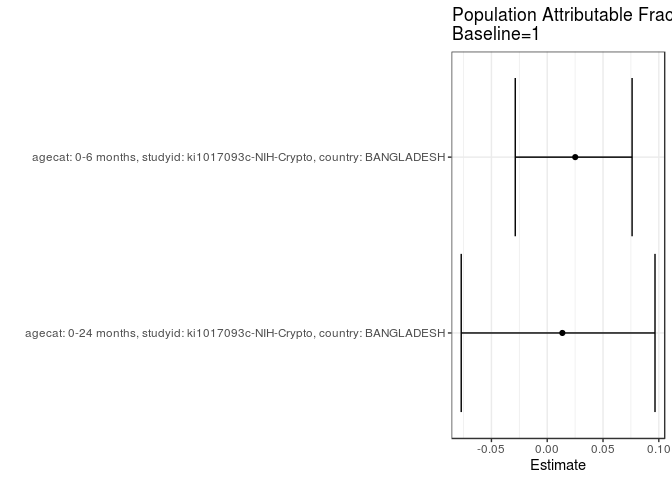 Population Attributable Frac
Baseline=1
agecat: 0-6 months, studyid: ki1017093c-NIH-Crypto, country: BANGLADESH
agecat: 0-24 months, studyid: ki1017093c-NIH-Crypto, country: BANGLADESH
-0.05 0.00 0.05 0.10
Estimate